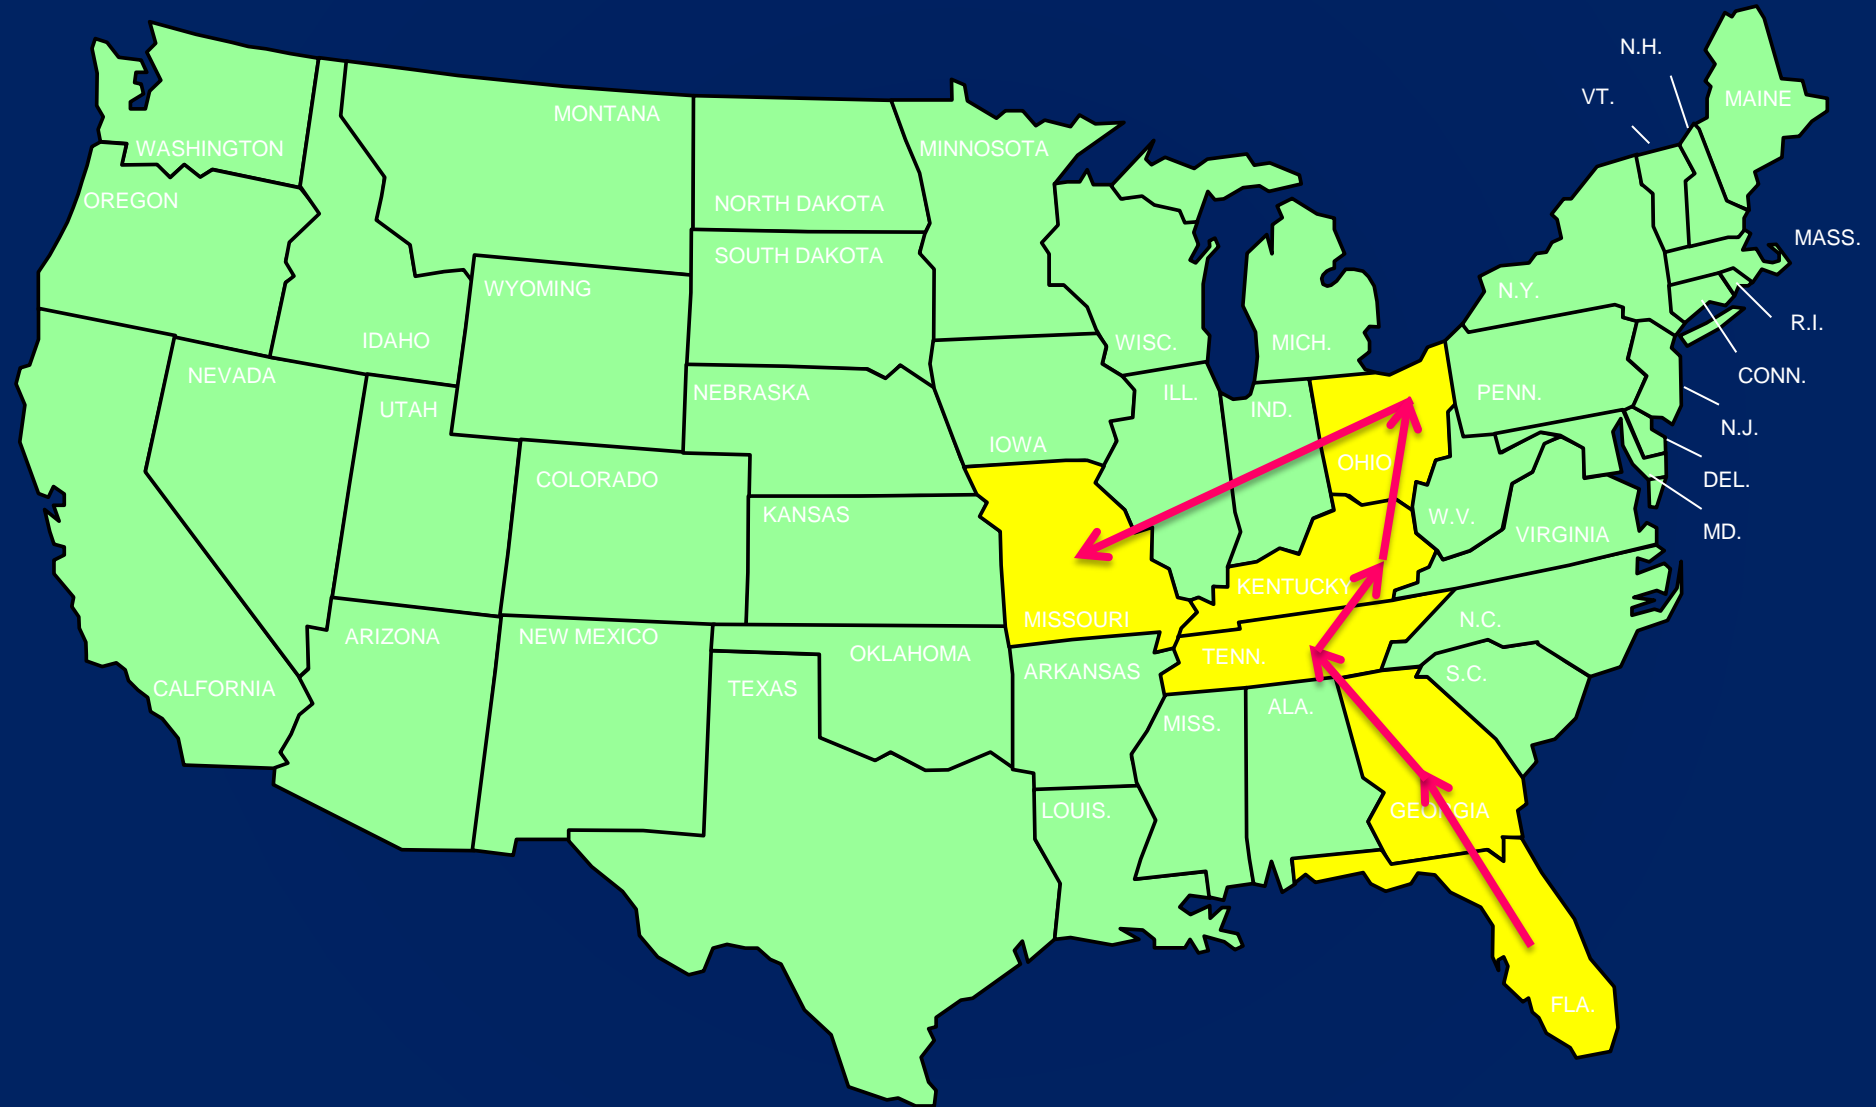 N.H.
VT.
MAINE
MONTANA
WASHINGTON
MINNOSOTA
OREGON
NORTH DAKOTA
MASS.
SOUTH DAKOTA
WYOMING
N.Y.
R.I.
IDAHO
WISC.
MICH.
NEVADA
CONN.
NEBRASKA
ILL.
PENN.
UTAH
IND.
N.J.
IOWA
OHIO
COLORADO
DEL.
KANSAS
W.V.
VIRGINIA
MD.
KENTUCKY
MISSOURI
N.C.
ARIZONA
NEW MEXICO
OKLAHOMA
TENN.
ARKANSAS
S.C.
CALFORNIA
TEXAS
ALA.
MISS.
LOUIS.
GEORGIA
FLA.